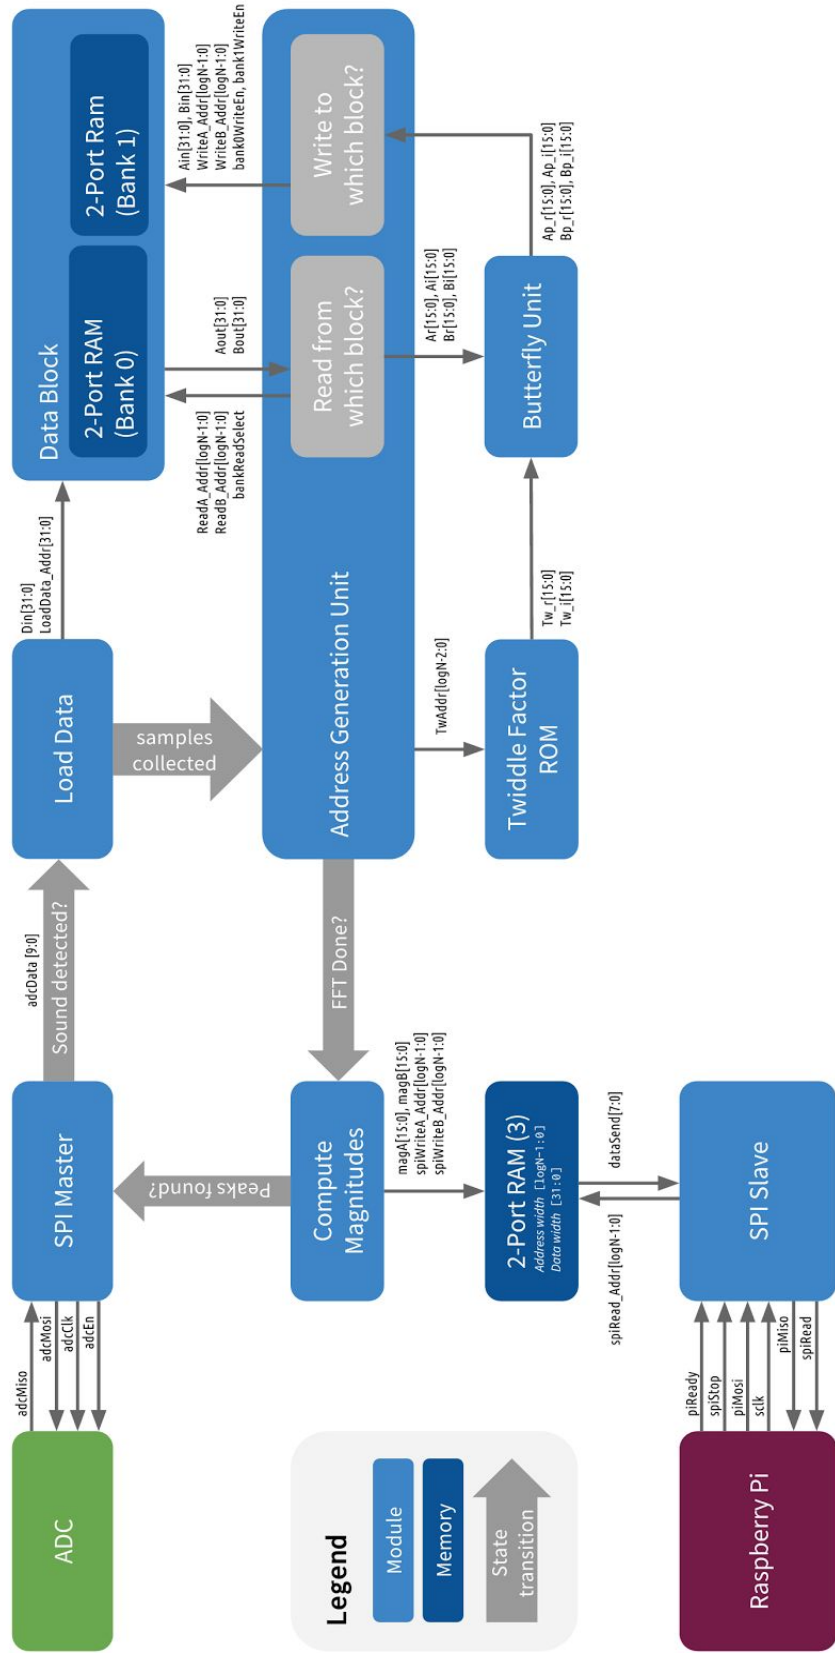 ADC
adcMiso
adcMosi
adcClk
adcEn
SPI Master
adcData [9:0]
Sound detected?
Load Data
Din[31:0]
LoadData_Addr[31:0]
Data Block
2-Port RAM
(Bank 0)
2-Port Ram
(Bank 1)
Peaks found?
samples
collected
ReadA_Addr[logN-1:0]
ReadB_Addr[logN-1:0]
bankReadSelect
Aout[31:0]
Bout[31:0]
Ain[31:0], Bin[31:0]
WriteA_Addr[logN-1:0]
WriteB_Addr[logN-1:0]
bank0WriteEn, bank1WriteEn
Legend
Module
Memory
State
transition
Compute
Magnitudes
FFT Done?
Address Generation Unit
Read from
which block?
Write to
which block?
magA[15:0], magB[15:0]
spiWriteA_Addr[logN-1:0]
spiWriteB_Addr[logN-1:0]
TwAddr[logN-2:0]
Ar[15:0], Ai[15:0]
Br[15:0], Bi[15:0]
2-Port RAM (3)
Address width [logN-1:0]
Data width [31:0]
Twiddle Factor
ROM
Tw_r[15:0]
Tw_i[15:0]
Butterfly Unit
Ap_r[15:0], Ap_i[15:0]
Bp_r[15:0], Bp_i[15:0]
spiRead_Addr[logN-1:0]
dataSend[7:0]
Raspberry Pi
piReady
spiStop
piMosi
sclk
piMiso
spiRead
SPI Slave